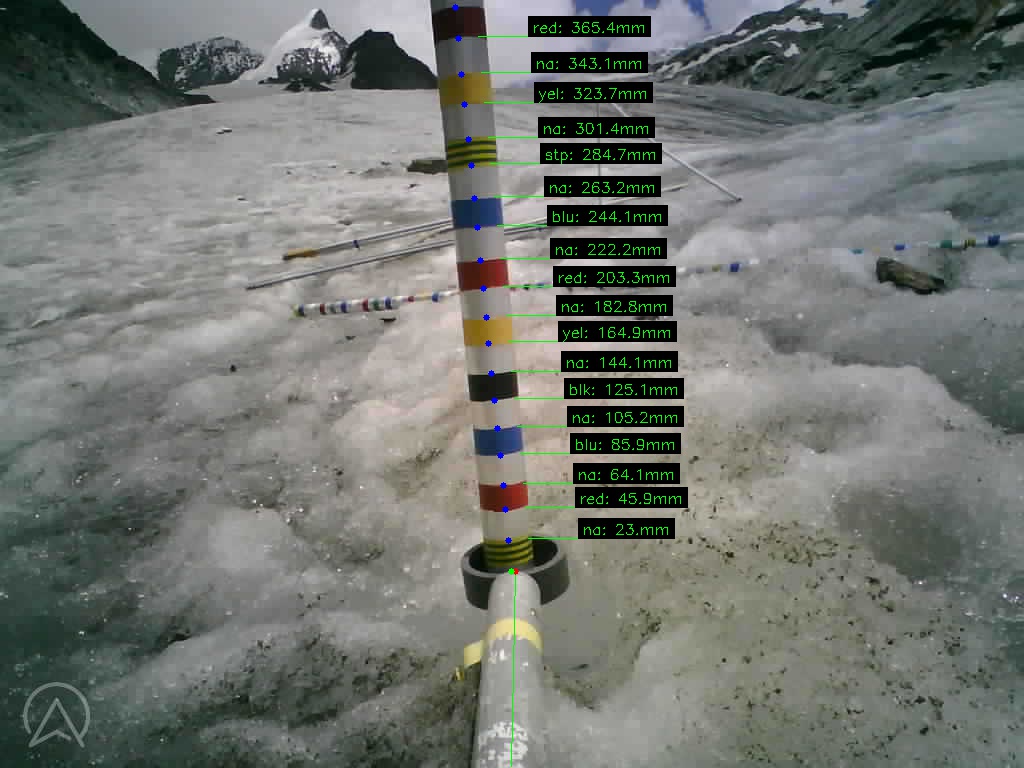 red: 365.4mm
na: 343.1mm
yel: 323.7mm
na: 301.4mm
stp: 284.7mm
na: 263.2mm
blu: 244.1mm
na: 222.2mm
red: 203.3mm
na: 182.8mm
yel: 164.9mm
na: 144.1mm
blk: 125.1mm
na: 105.2mm
blu: 85.9mm
na: 64.1mm
red: 45.9mm
na: 23.mm